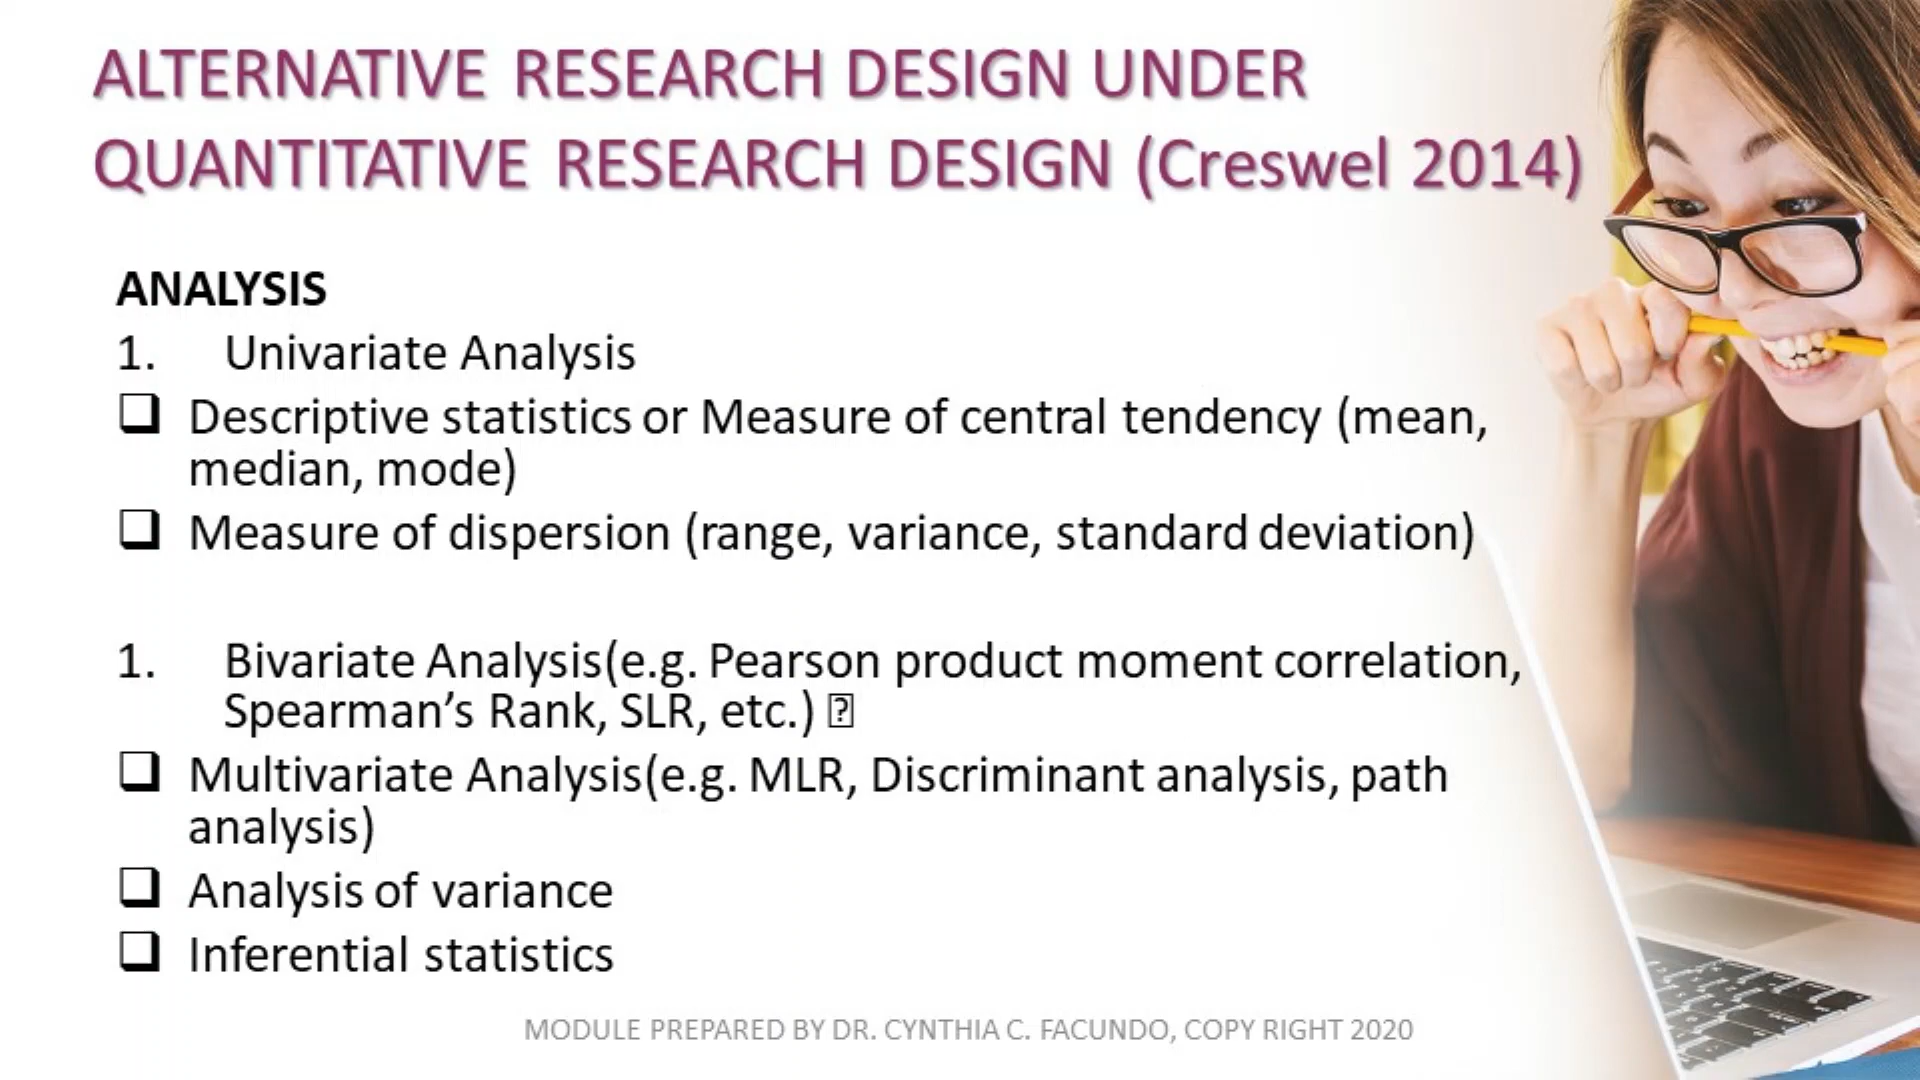 ALTERNATIVE RESEARCH DESIGN UNDER
QUANTITATIVE RESEARCH DESIGN (Creswel 2014)
ANALYSIS
1. Univariate Analysis
❑ Descriptive statistics or Measure of central tendency (mean,
median, mode)
❑ Measure of dispersion (range, variance, standard deviation)
1. Bivariate Analysis(e.g. Pearson product moment correlation,
Spearman’s Rank, SLR, etc.) ⍰
❑ Multivariate Analysis(e.g. MLR, Discriminant analysis, path
analysis)
❑ Analysis of variance
❑ Inferential statistics
MODULE PREPARED BY DR. CYNTHIA C. FACUNDO, COPY RIGHT 2020